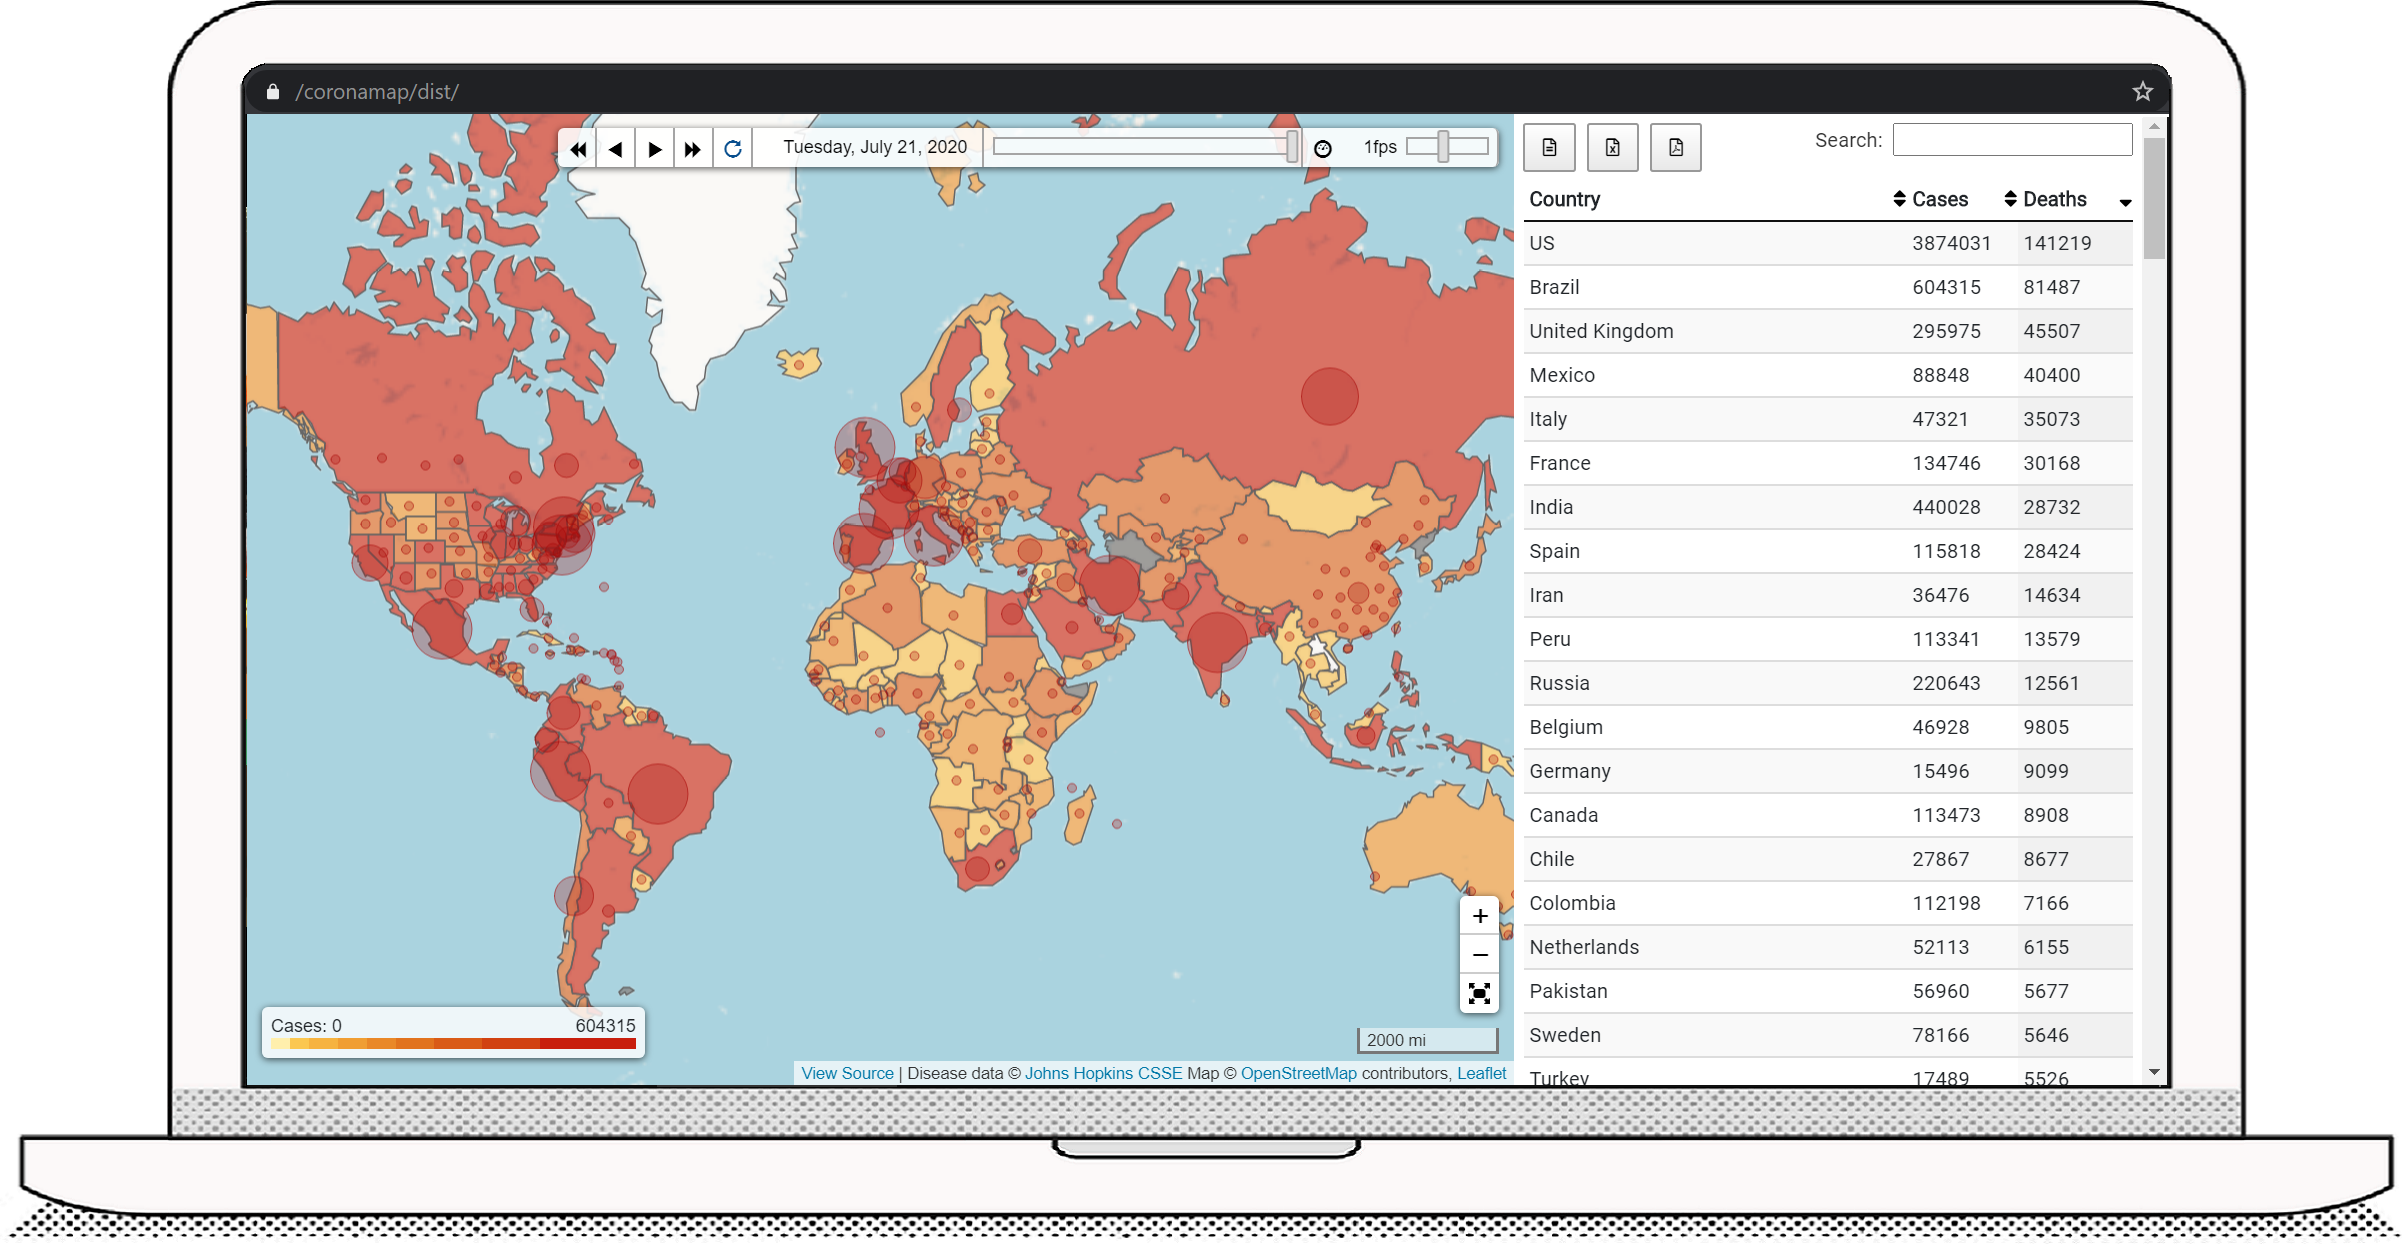 /coronamap/dist/
Tuesday, July 21, 2020
1fps
Search:
Country Cases Deaths
US 3874031 141219
Brazil 604315 81487
United Kingdom 295975 45507
Mexico 88848 40400
Italy 47321 35073
France 134746 30168
India 440028 28732
Spain 115818 28424
Iran 36476 14634
Peru 113341 13579
Russia 220643 12561
Belgium 46928 9805
Germany 15496 9099
Canada 113473 8908
Chile 27867 8677
Colombia 112198 7166
Netherlands 52113 6155
Pakistan 56960 5677
Sweden 78166 5646
Turkey 17489 5526
+
−
Cases: 0 604315
2000 mi
View Source | Disease data © Johns Hopkins CSSE Map © OpenStreetMap contributors, Leaflet